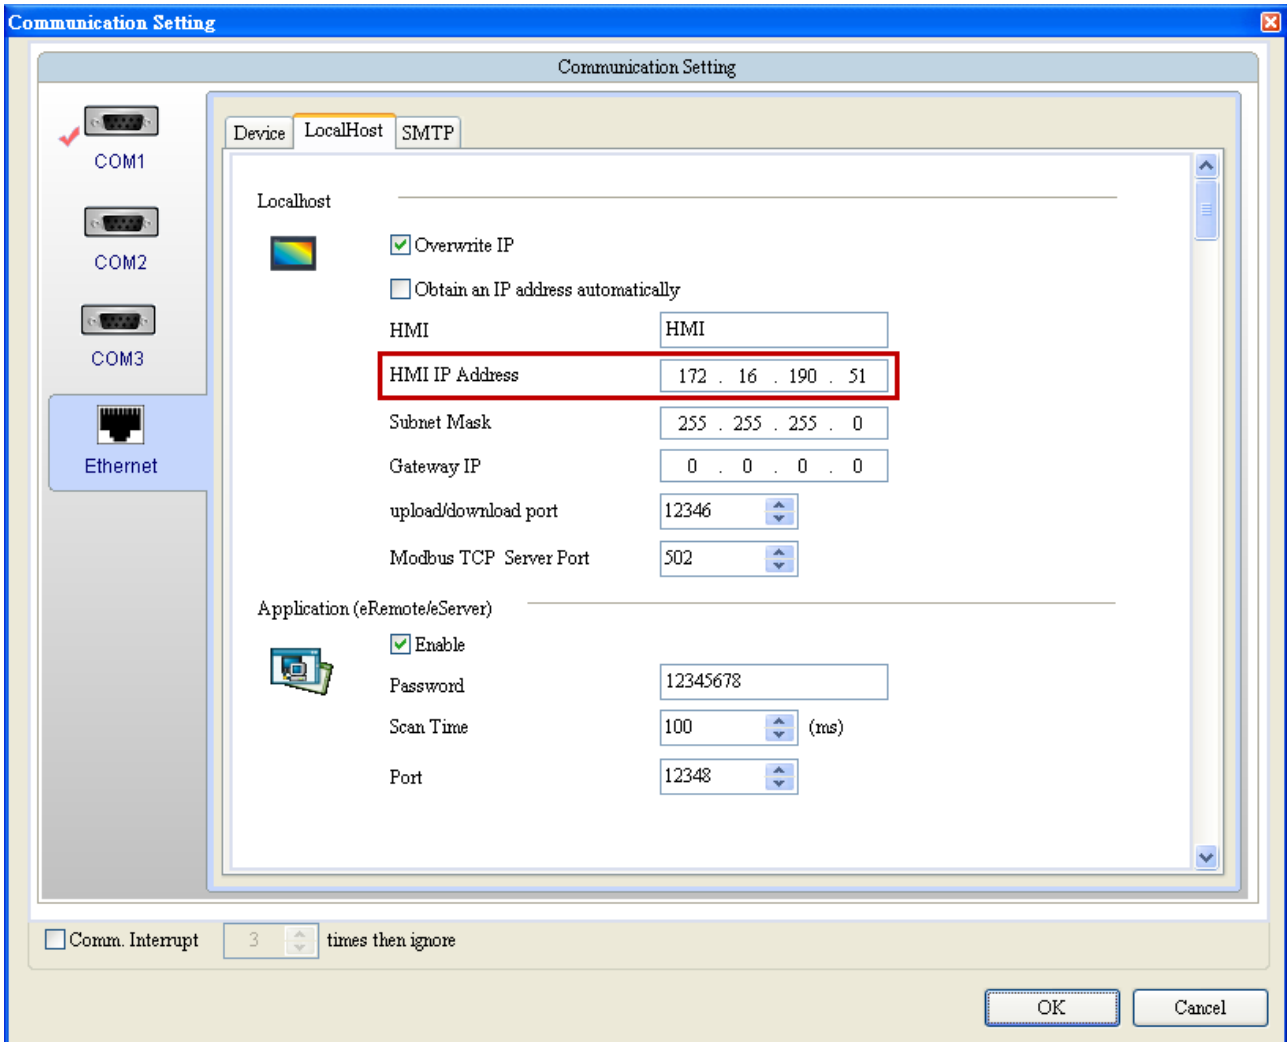 Communication Setting
Communication Setting
COM1
COM2
COM3
Ethernet
Device LocalHost SMTP
Localhost
Overwrite IP
Obtain an IP address automatically
HMI HMI
HMI IP Address 172 . 16 . 190 . 51
Subnet Mask 255 . 255 . 255 . 0
Gateway IP 0 . 0 . 0 . 0
upload/download port 12346
Modbus TCP Server Port 502
Application (eRemote/eServer)
Enable
Password 12345678
Scan Time 100 (ms)
Port 12348
Comm. Interrupt 3 times then ignore
OK Cancel